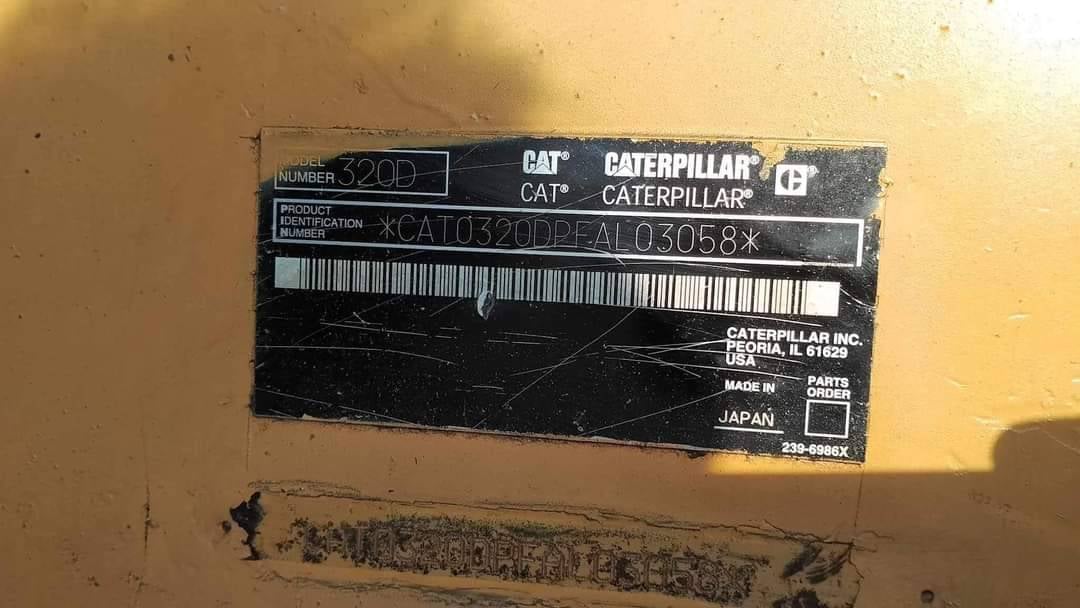 MODEL
NUMBER 320D
CAT® CATERPILLAR®
CAT® CATERPILLAR®
PRODUCT
IDENTIFICATION
NUMBER
*CAT0320DPFAL03058*
CATERPILLAR INC.
PEORIA, IL 61629
USA
MADE IN
JAPAN
PARTS
ORDER
239-6986X